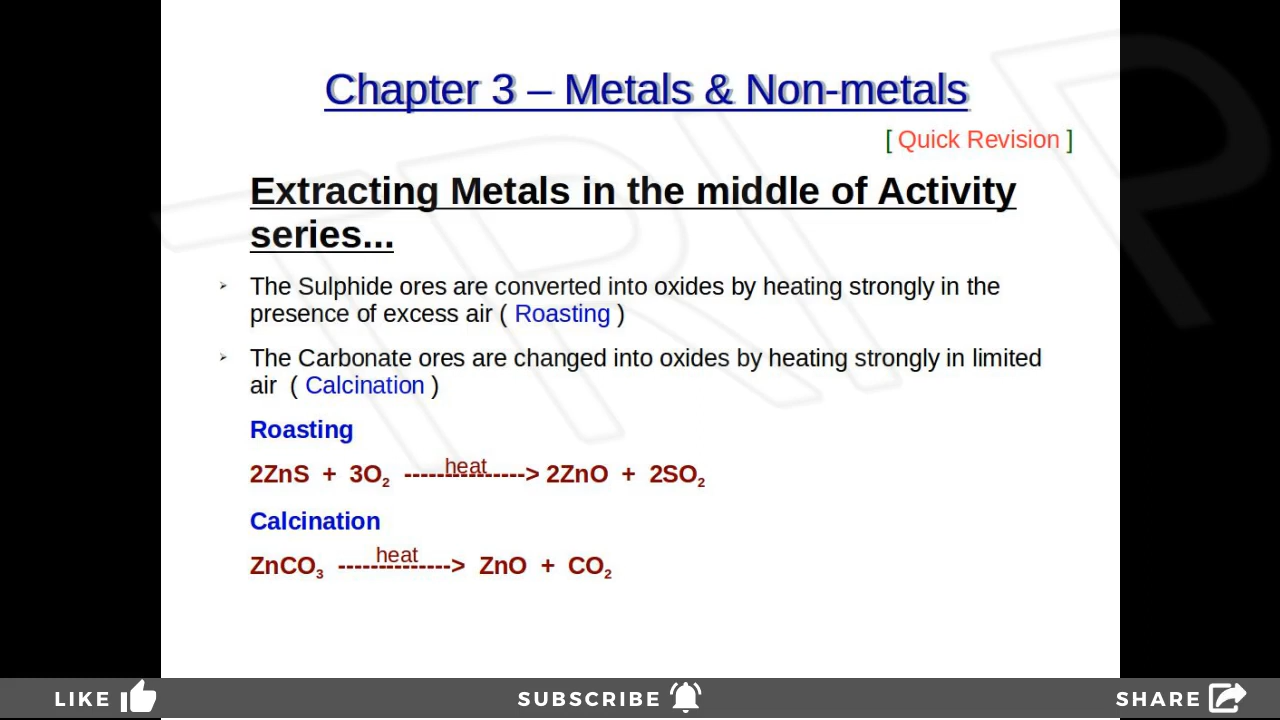 Chapter 3 – Metals & Non-metals
[ Quick Revision ]
Extracting Metals in the middle of Activity
series...
➢ The Sulphide ores are converted into oxides by heating strongly in the
presence of excess air ( Roasting )
➢ The Carbonate ores are changed into oxides by heating strongly in limited
air ( Calcination )
Roasting
heat
2ZnS + 3O₂ ---------------> 2ZnO + 2SO₂
Calcination
heat
ZnCO₃ --------------> ZnO + CO₂
LIKE SUBSCRIBE SHARE